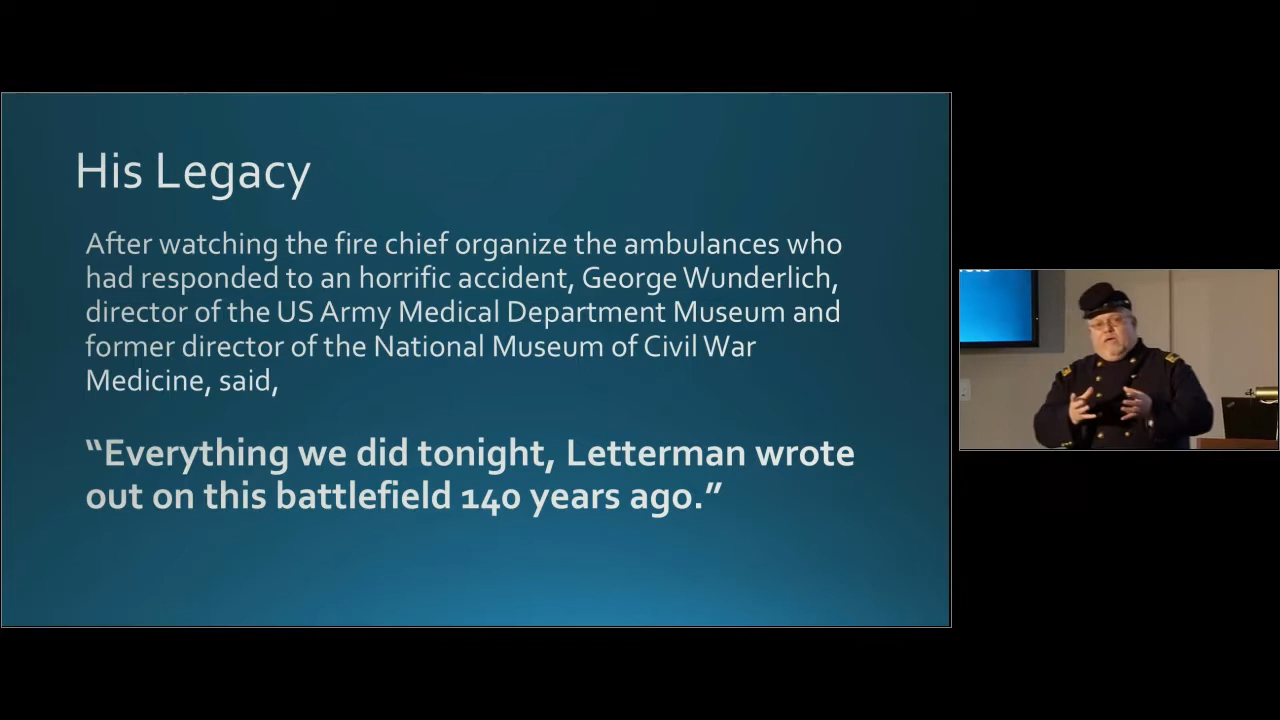 His Legacy
After watching the fire chief organize the ambulances who
had responded to an horrific accident, George Wunderlich,
director of the US Army Medical Department Museum and
former director of the National Museum of Civil War
Medicine, said,
“Everything we did tonight, Letterman wrote
out on this battlefield 140 years ago.”